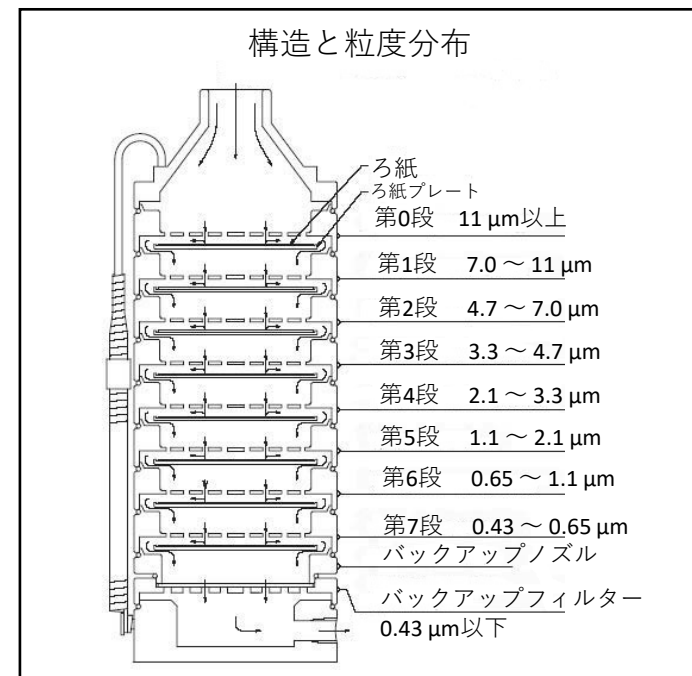 構造と粒度分布
ろ紙
ろ紙プレート
第0段 11 μm以上
第1段 7.0 ～ 11 μm
第2段 4.7 ～ 7.0 μm
第3段 3.3 ～ 4.7 μm
第4段 2.1 ～ 3.3 μm
第5段 1.1 ～ 2.1 μm
第6段 0.65 ～ 1.1 μm
第7段 0.43 ～ 0.65 μm
バックアップノズル
バックアップフィルター
0.43 μm以下